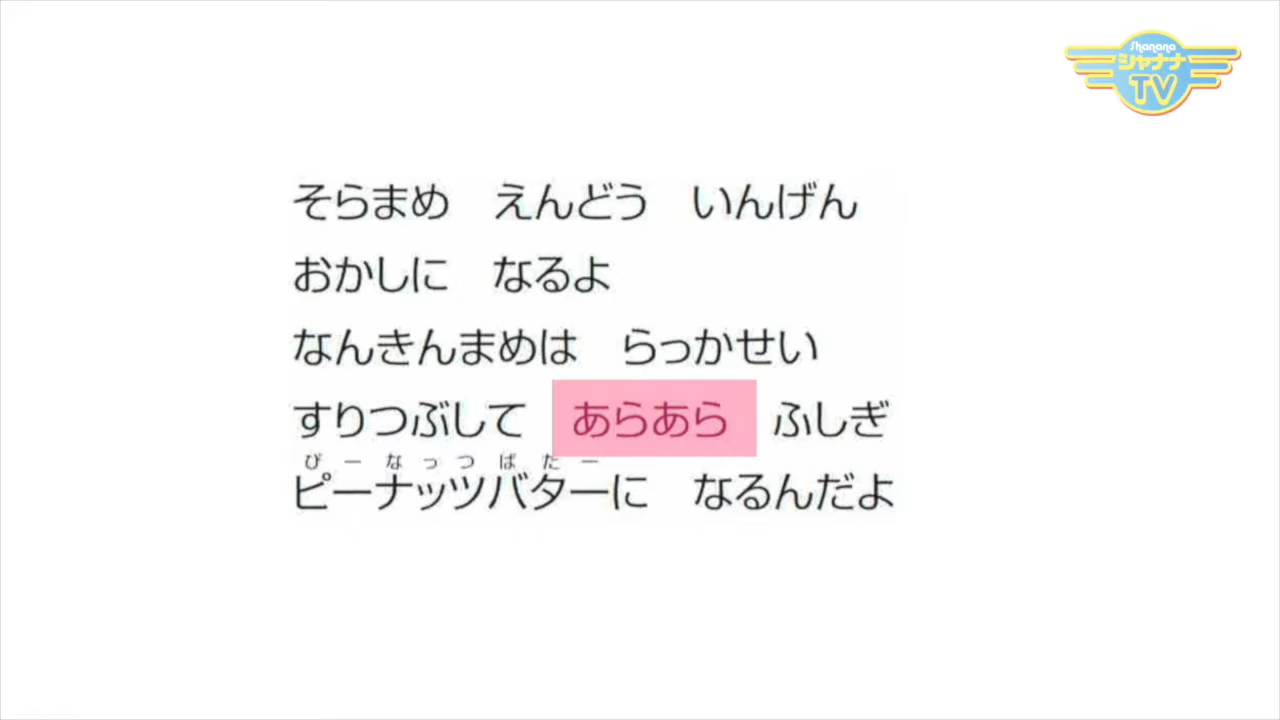 Shanana
シャナナ
TV
そらまめ　えんどう　いんげん
おかしに　なるよ
なんきんまめは　らっかせい
すりつぶして　あらあら　ふしぎ
ぴーなっつばたー
ピーナッツバターに　なるんだよ